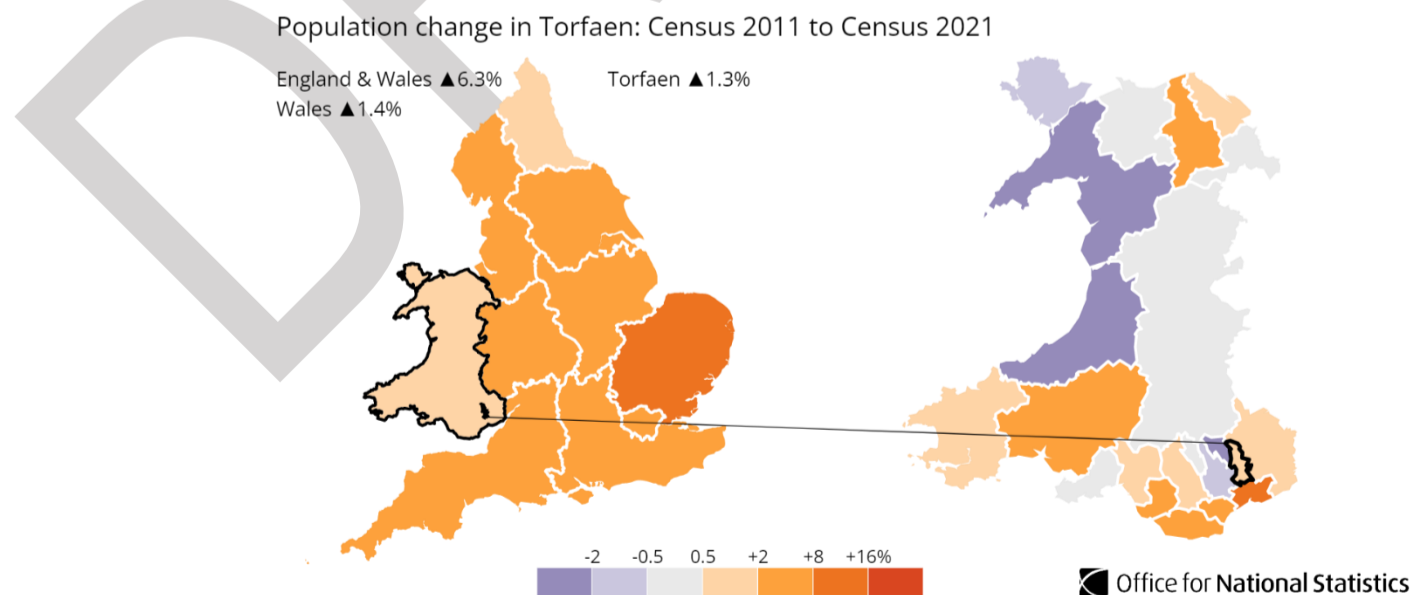 Population change in Torfaen: Census 2011 to Census 2021
England & Wales ▲6.3% Torfaen ▲1.3%
Wales ▲1.4%
-2 -0.5 0.5 +2 +8 +16%
Office for National Statistics